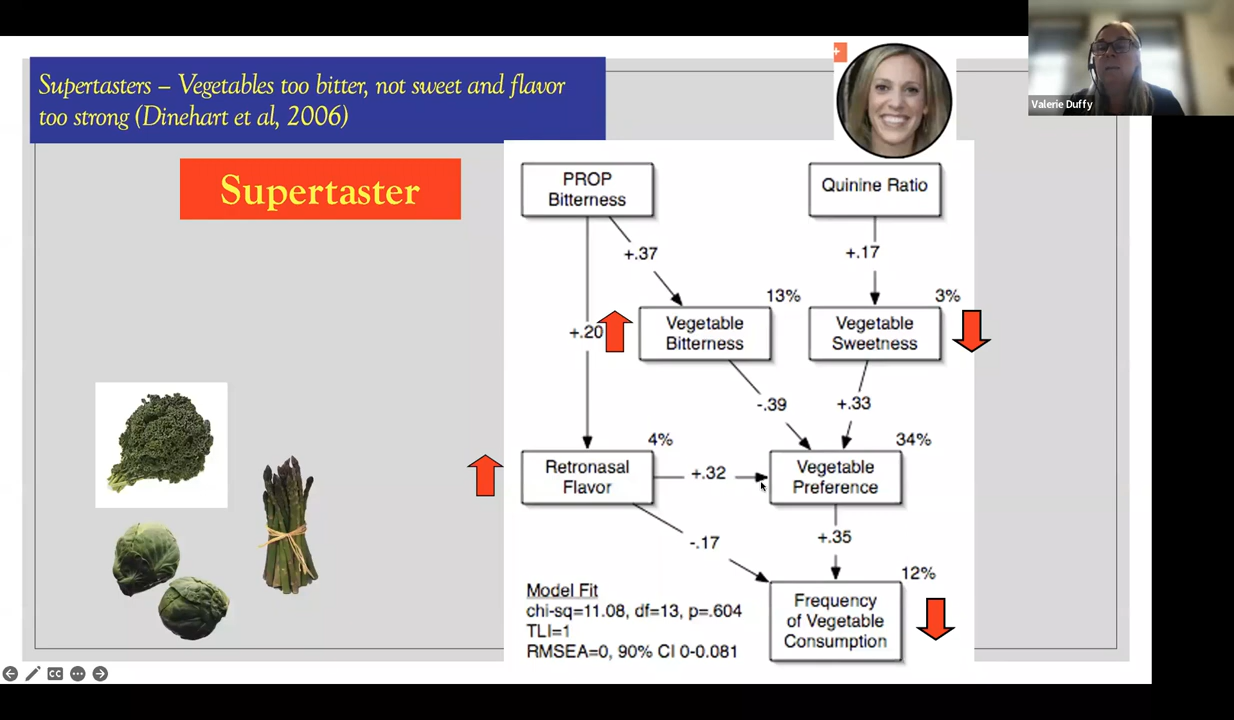 Supertasters – Vegetables too bitter, not sweet and flavor
too strong (Dinehart et al, 2006)
Valerie Duffy
Supertaster
PROP
Bitterness
Quinine Ratio
+.37
+.17
13%
3%
+.20
Vegetable
Bitterness
Vegetable
Sweetness
-.39
+.33
4%
34%
Retronasal
Flavor
+.32
Vegetable
Preference
-.17
+.35
12%
Model Fit
chi-sq=11.08, df=13, p=.604
TLI=1
RMSEA=0, 90% CI 0-0.081
Frequency
of Vegetable
Consumption
CC